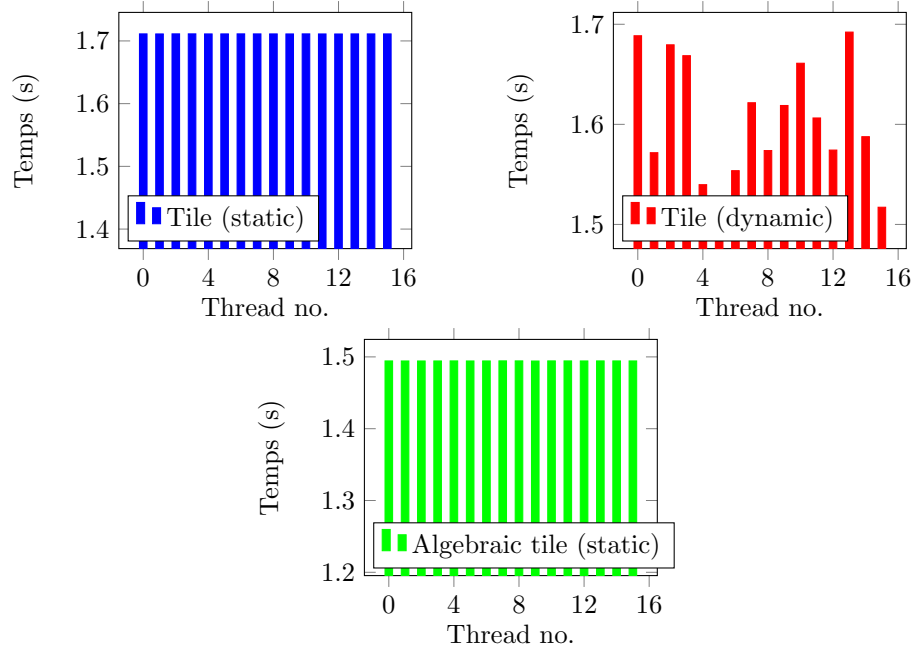 1.7
1.6
1.5
1.4
Temps (s)
Tile (static)
0 4 8 12 16
Thread no.
1.7
1.6
1.5
Temps (s)
Tile (dynamic)
0 4 8 12 16
Thread no.
1.5
1.4
1.3
1.2
Temps (s)
Algebraic tile (static)
0 4 8 12 16
Thread no.